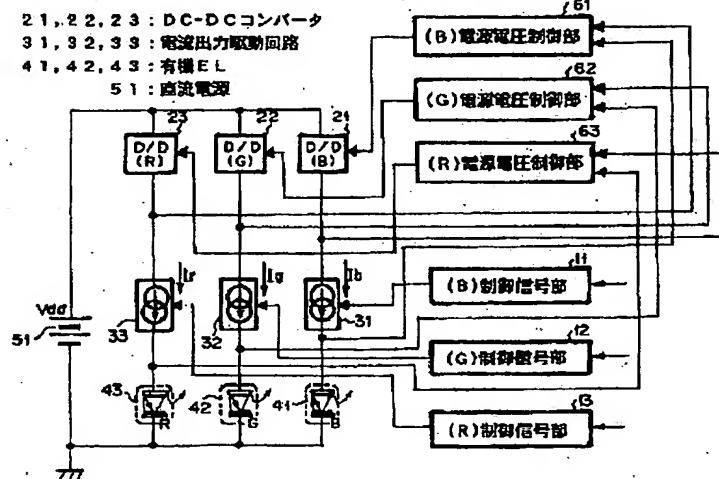 21,22,23:DC-DCコンバータ
31,32,33:電流出力駆動回路
41,42,43:有機EL
51:直流電源
61
(B)電源電圧制御部
62
(G)電源電圧制御部
63
(R)電源電圧制御部
23
22
21
D/D
(R)
D/D
(G)
D/D
(B)
Ir
Ig
Ib
33
32
31
11
(B)制御信号部
12
(G)制御信号部
13
(R)制御信号部
Vdd
51
43
42
41
R
G
B